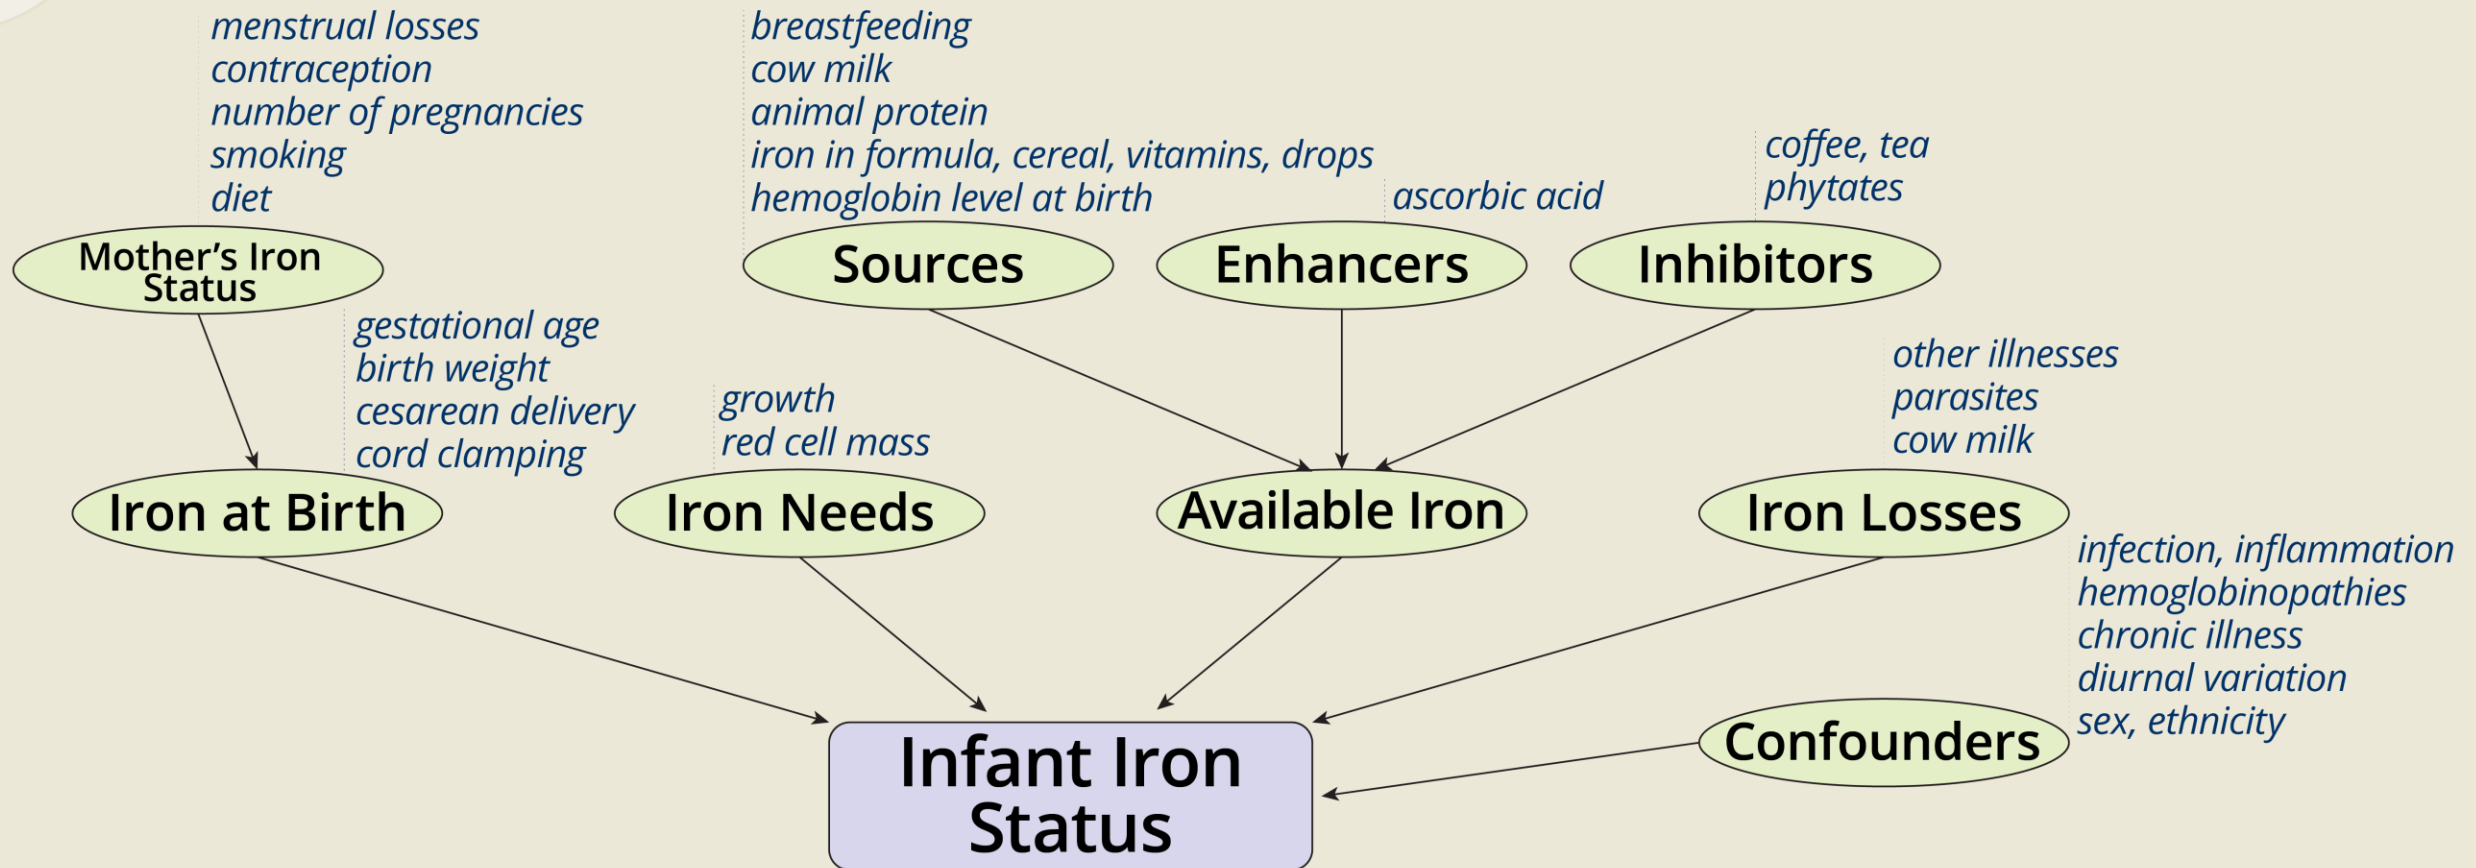 menstrual losses
contraception
number of pregnancies
smoking
diet
Mother’s Iron
Status
breastfeeding
cow milk
animal protein
iron in formula, cereal, vitamins, drops
hemoglobin level at birth
Sources
ascorbic acid
Enhancers
coffee, tea
phytates
Inhibitors
gestational age
birth weight
cesarean delivery
cord clamping
Iron at Birth
growth
red cell mass
Iron Needs
Available Iron
other illnesses
parasites
cow milk
Iron Losses
infection, inflammation
hemoglobinopathies
chronic illness
diurnal variation
sex, ethnicity
Confounders
Infant Iron
Status